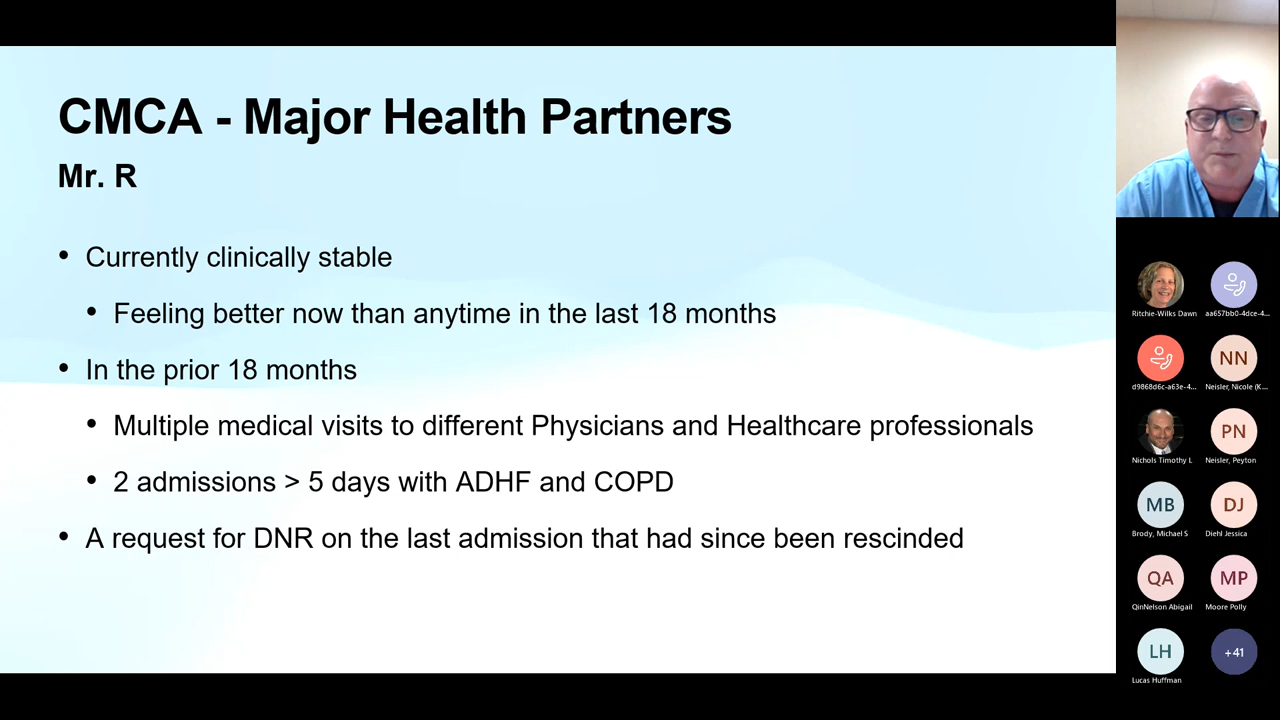 CMCA - Major Health Partners
Mr. R
• Currently clinically stable
• Feeling better now than anytime in the last 18 months
• In the prior 18 months
• Multiple medical visits to different Physicians and Healthcare professionals
• 2 admissions > 5 days with ADHF and COPD
• A request for DNR on the last admission that had since been rescinded
Ritchie-Wilks Dawn
aa657bb0-4dce-4...
d9868d6c-a63e-4...
NN
Neisler, Nicole (K...
Nichols Timothy L
PN
Neisler, Peyton
MB
Brody, Michael S
DJ
Diehl Jessica
QA
QinNelson Abigail
MP
Moore Polly
LH
Lucas Huffman
+41